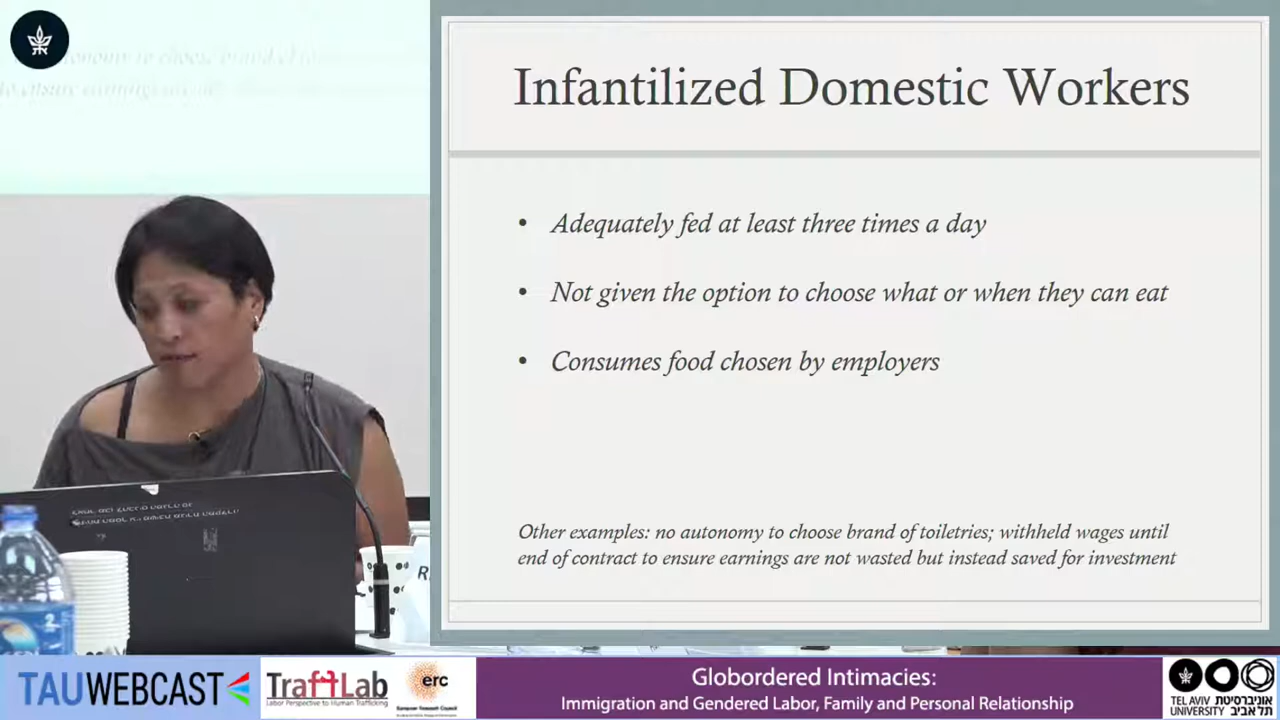 Infantilized Domestic Workers
• Adequately fed at least three times a day
• Not given the option to choose what or when they can eat
• Consumes food chosen by employers
Other examples: no autonomy to choose brand of toiletries; withheld wages until
end of contract to ensure earnings are not wasted but instead saved for investment
TAUWEBCAST
TraffLab
Labor Perspective to Human Trafficking
erc
European Research Council
Globordered Intimacies:
Immigration and Gendered Labor, Family and Personal Relationship
TEL AVIV אוניברסיטת
UNIVERSITY תל אביב